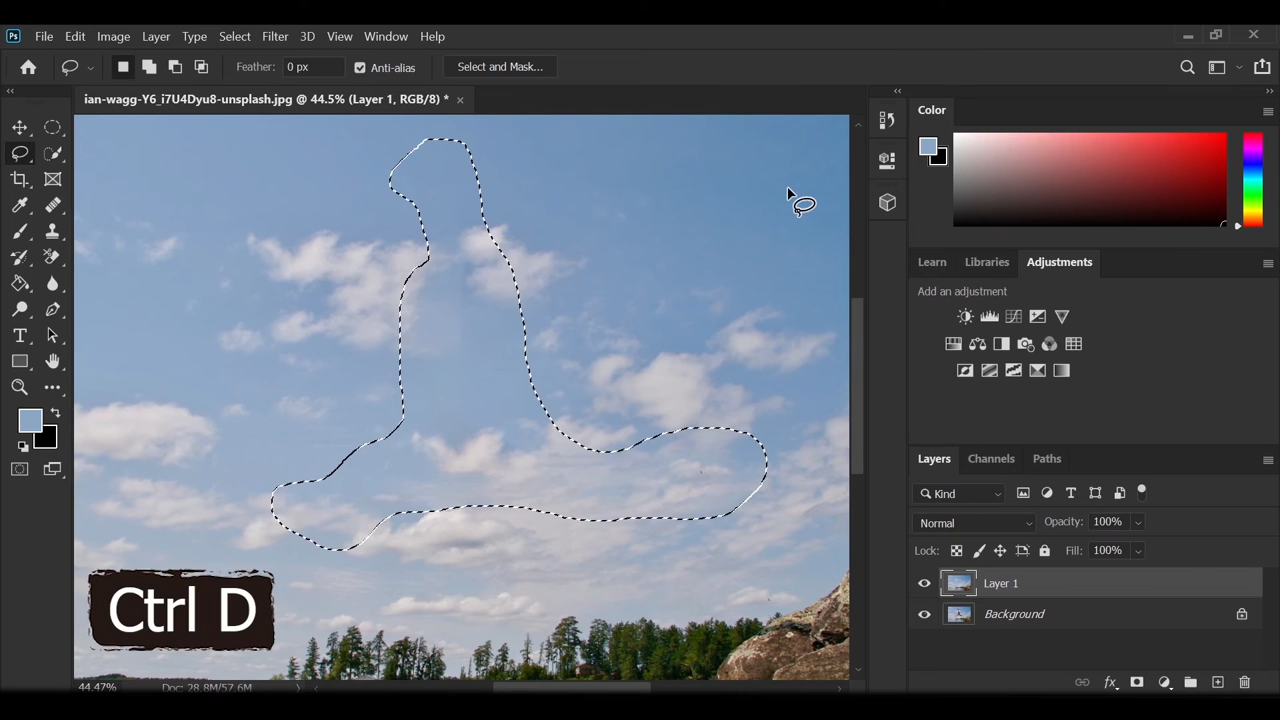 Ps File Edit Image Layer Type Select Filter 3D View Window Help
Feather: 0 px Anti-alias Select and Mask...
ian-wagg-Y6_i7U4Dyu8-unsplash.jpg @ 44.5% (Layer 1, RGB/8) * ×
Color
Learn Libraries Adjustments
Add an adjustment
Layers Channels Paths
Kind
Normal Opacity: 100%
Lock: Fill: 100%
Layer 1
Background
Ctrl D
44.47% Doc: 28.8M/57.6M